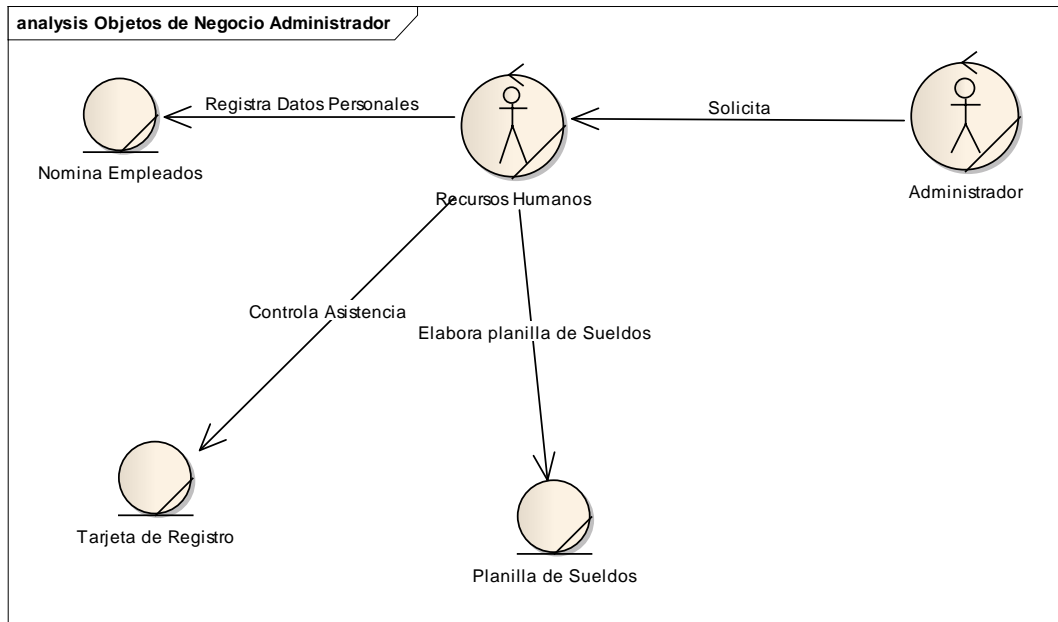 analysis Objetos de Negocio Administrador
Registra Datos Personales
Solicita
Nomina Empleados
Recursos Humanos
Administrador
Controla Asistencia
Elabora planilla de Sueldos
Tarjeta de Registro
Planilla de Sueldos